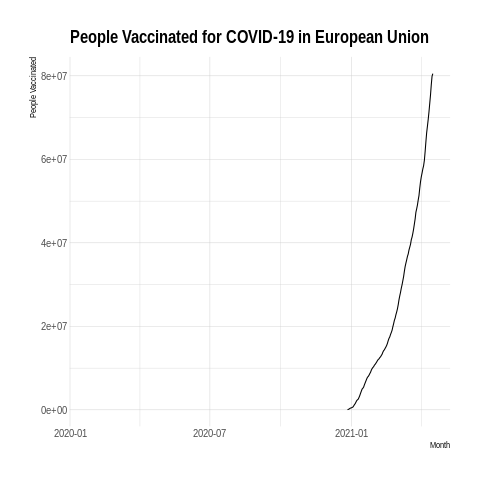 People Vaccinated for COVID-19 in European Union
People Vaccinated
8e+07
6e+07
4e+07
2e+07
0e+00
2020-01 2020-07 2021-01
Month